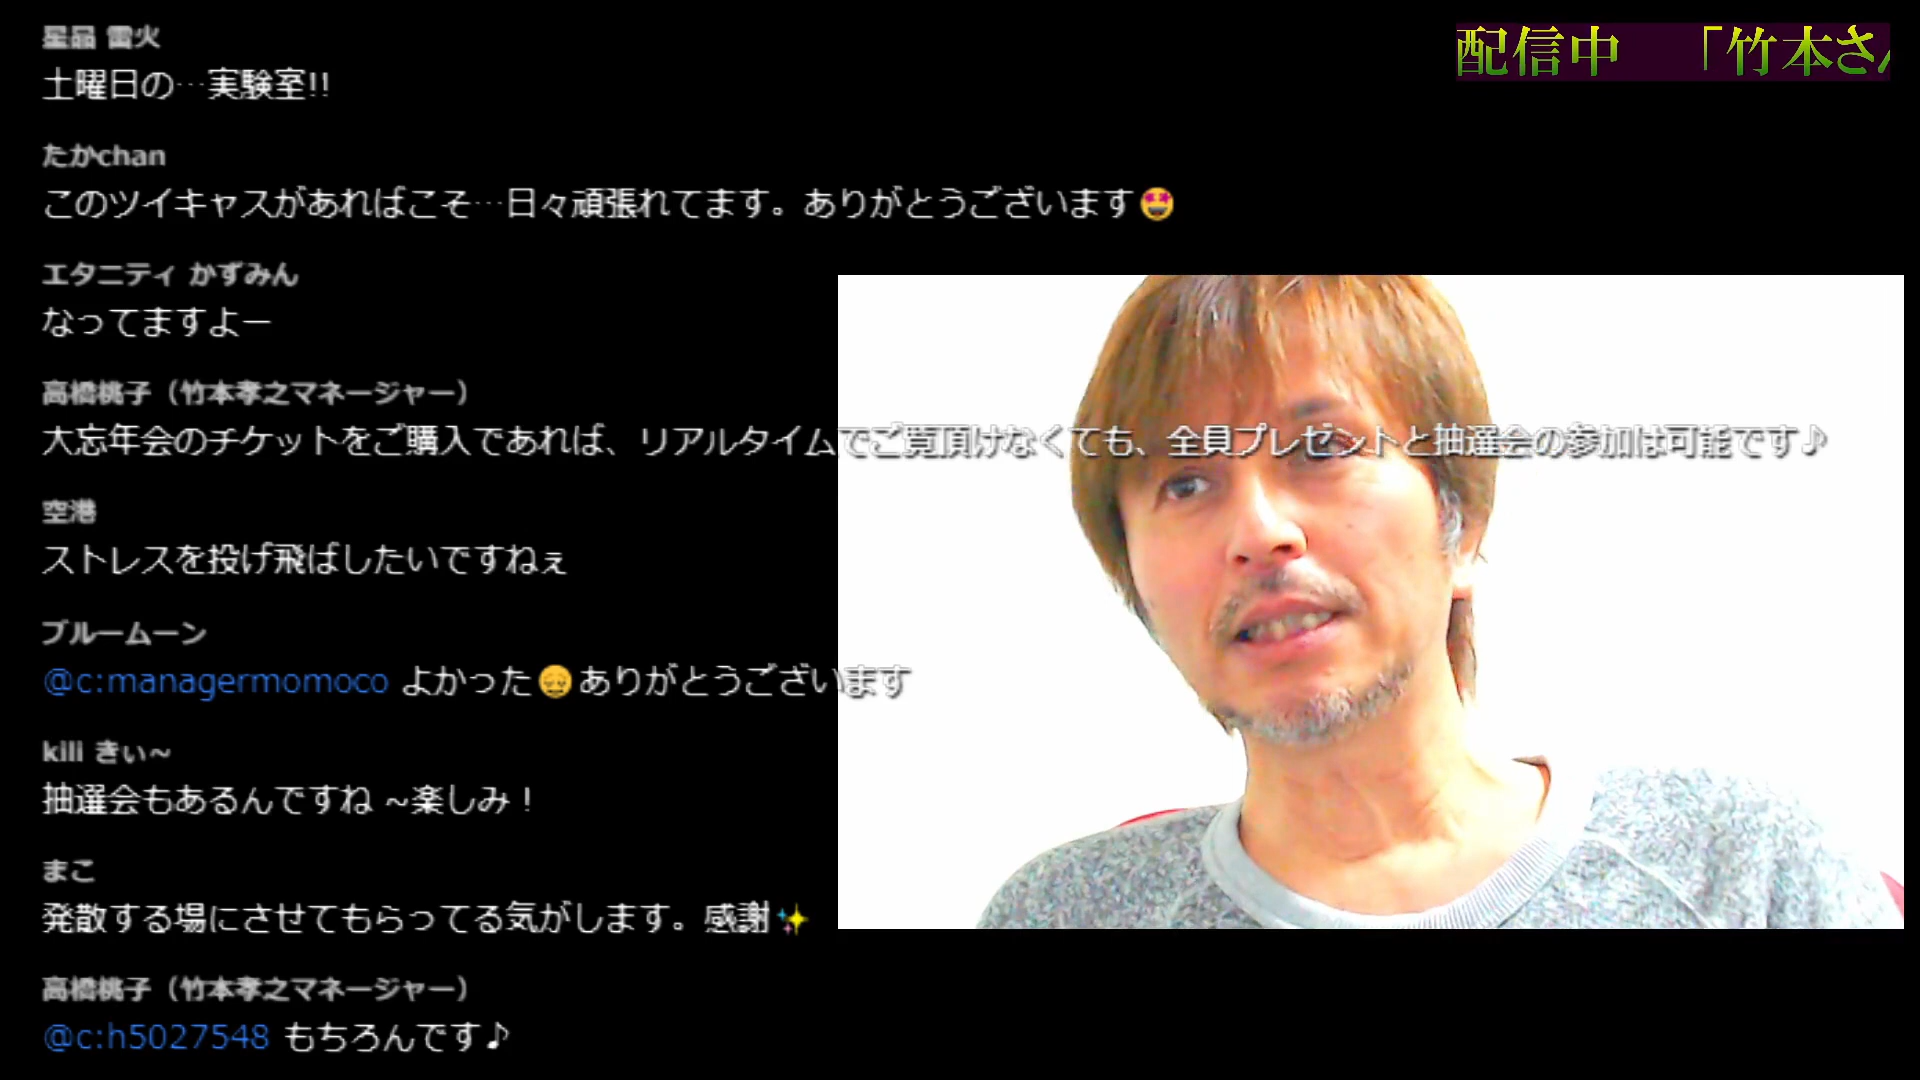 配信中　「竹本さ
星品 雷火
土曜日の…実験室!!
たかchan
このツイキャスがあればこそ…日々頑張れてます。ありがとうございます🤩
エタニティ かずみん
なってますよー
高橋桃子（竹本孝之マネージャー）
大忘年会のチケットをご購入であれば、リアルタイムでご覧頂けなくても、全員プレゼントと抽選会の参加は可能です♪
空港
ストレスを投げ飛ばしたいですねぇ
ブルームーン
@c:managermomoco よかった😔ありがとうございます
kili きぃ~
抽選会もあるんですね ~楽しみ！
まこ
発散する場にさせてもらってる気がします。感謝✨
高橋桃子（竹本孝之マネージャー）
@c:h5027548 もちろんです♪